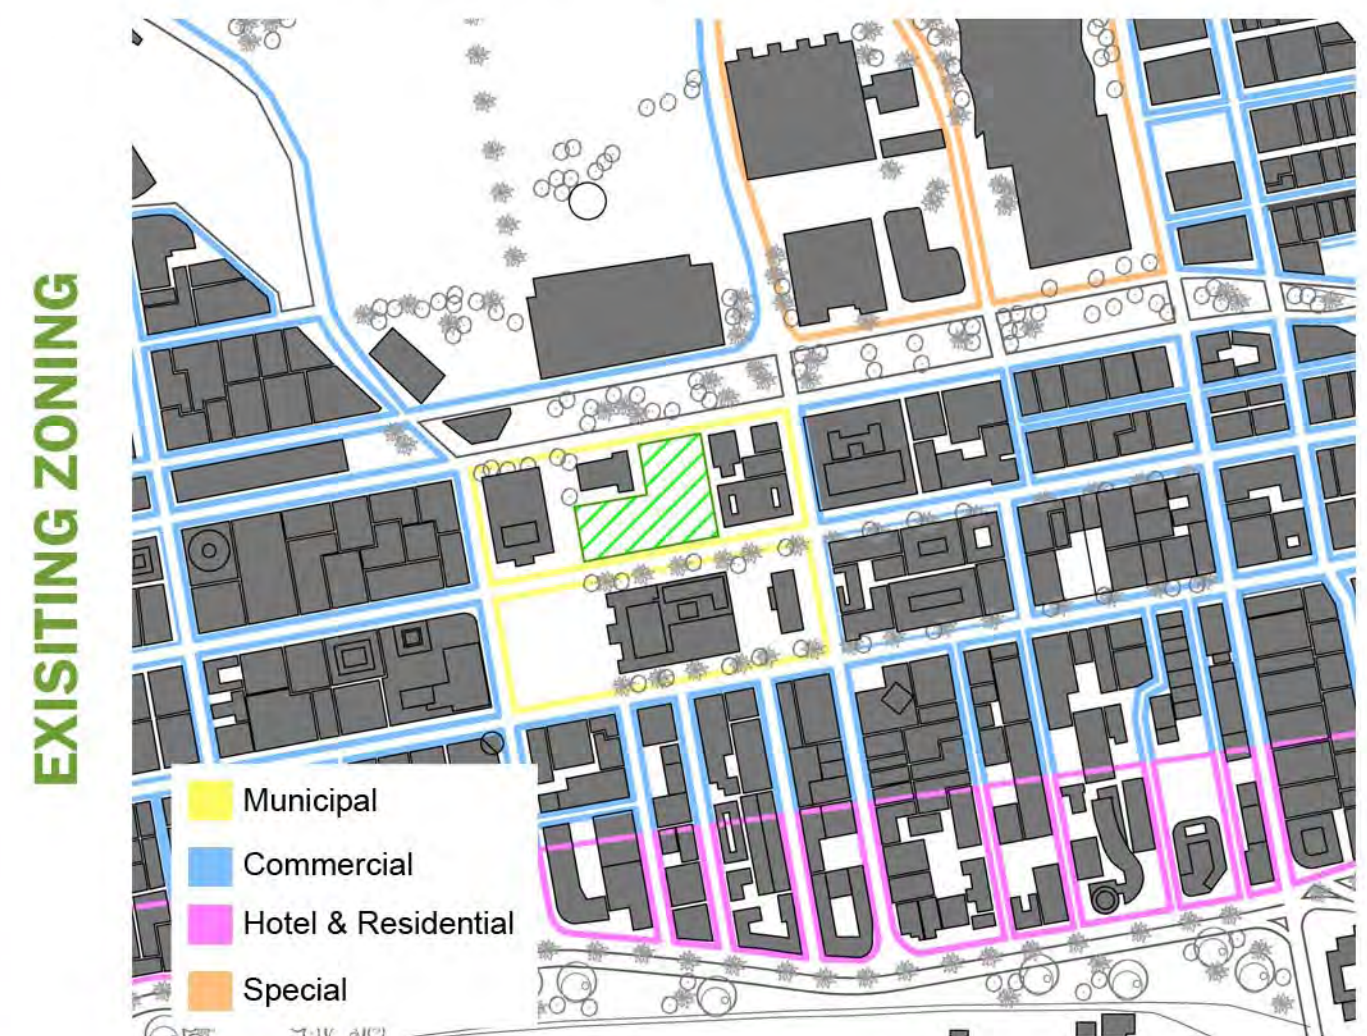 EXISITING ZONING
Municipal
Commercial
Hotel & Residential
Special